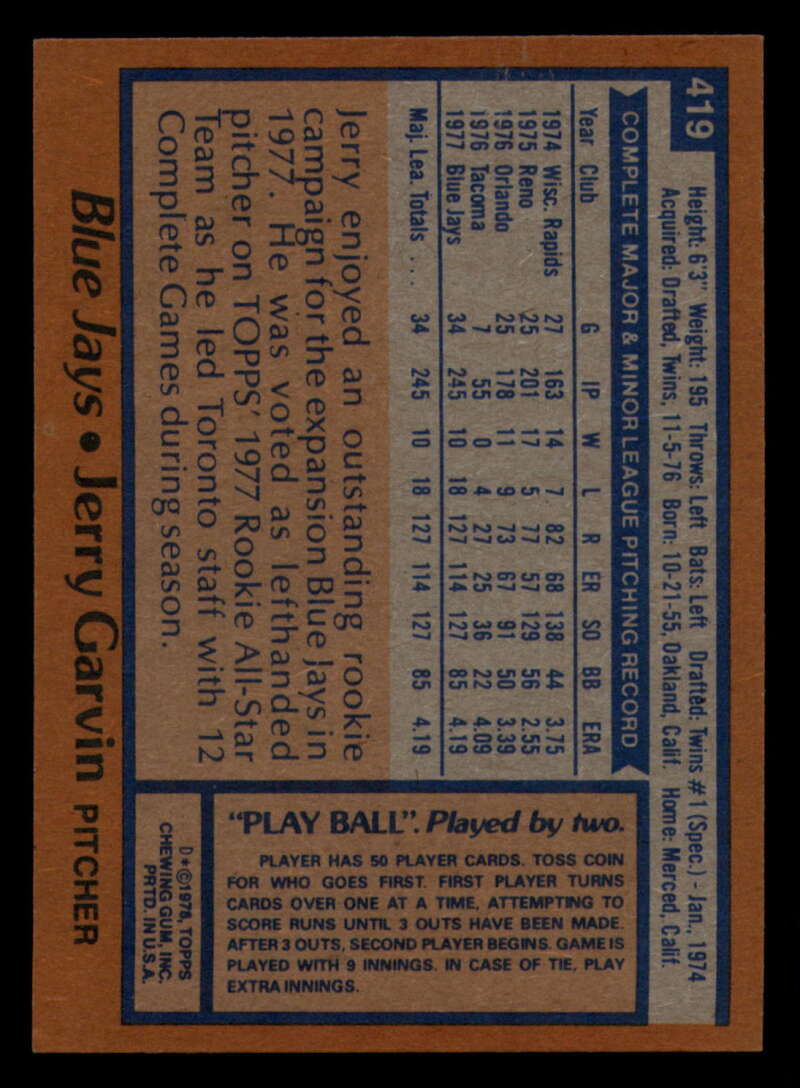 419
Height: 6'3" Weight: 195 Throws: Left Bats: Left Drafted: Twins #1 (Spec.) - Jan., 1974
Acquired: Drafted, Twins, 11-5-76 Born: 10-21-55, Oakland, Calif. Home: Merced, Calif.
COMPLETE MAJOR & MINOR LEAGUE PITCHING RECORD
Year Club G IP W L R ER SO BB ERA
1974 Wisc. Rapids 27 163 14 7 82 68 138 44 3.75
1975 Reno 25 201 17 5 77 57 129 56 2.55
1976 Orlando 25 178 11 9 73 67 91 50 3.39
1976 Tacoma 7 55 0 4 27 25 36 22 4.09
1977 Blue Jays 34 245 10 18 127 114 127 85 4.19
Maj. Lea. Totals ... 34 245 10 18 127 114 127 85 4.19
Jerry enjoyed an outstanding rookie
campaign for the expansion Blue Jays in
1977. He was voted as lefthanded
pitcher on TOPPS' 1977 Rookie All-Star
Team as he led Toronto staff with 12
Complete Games during season.
"PLAY BALL". Played by two.
PLAYER HAS 50 PLAYER CARDS. TOSS COIN
FOR WHO GOES FIRST. FIRST PLAYER TURNS
CARDS OVER ONE AT A TIME, ATTEMPTING TO
SCORE RUNS UNTIL 3 OUTS HAVE BEEN MADE.
AFTER 3 OUTS, SECOND PLAYER BEGINS. GAME IS
PLAYED WITH 9 INNINGS. IN CASE OF TIE, PLAY
EXTRA INNINGS.
D*©1978, TOPPS
CHEWING GUM, INC.
PRTD. IN U.S.A.
Blue Jays • Jerry Garvin PITCHER